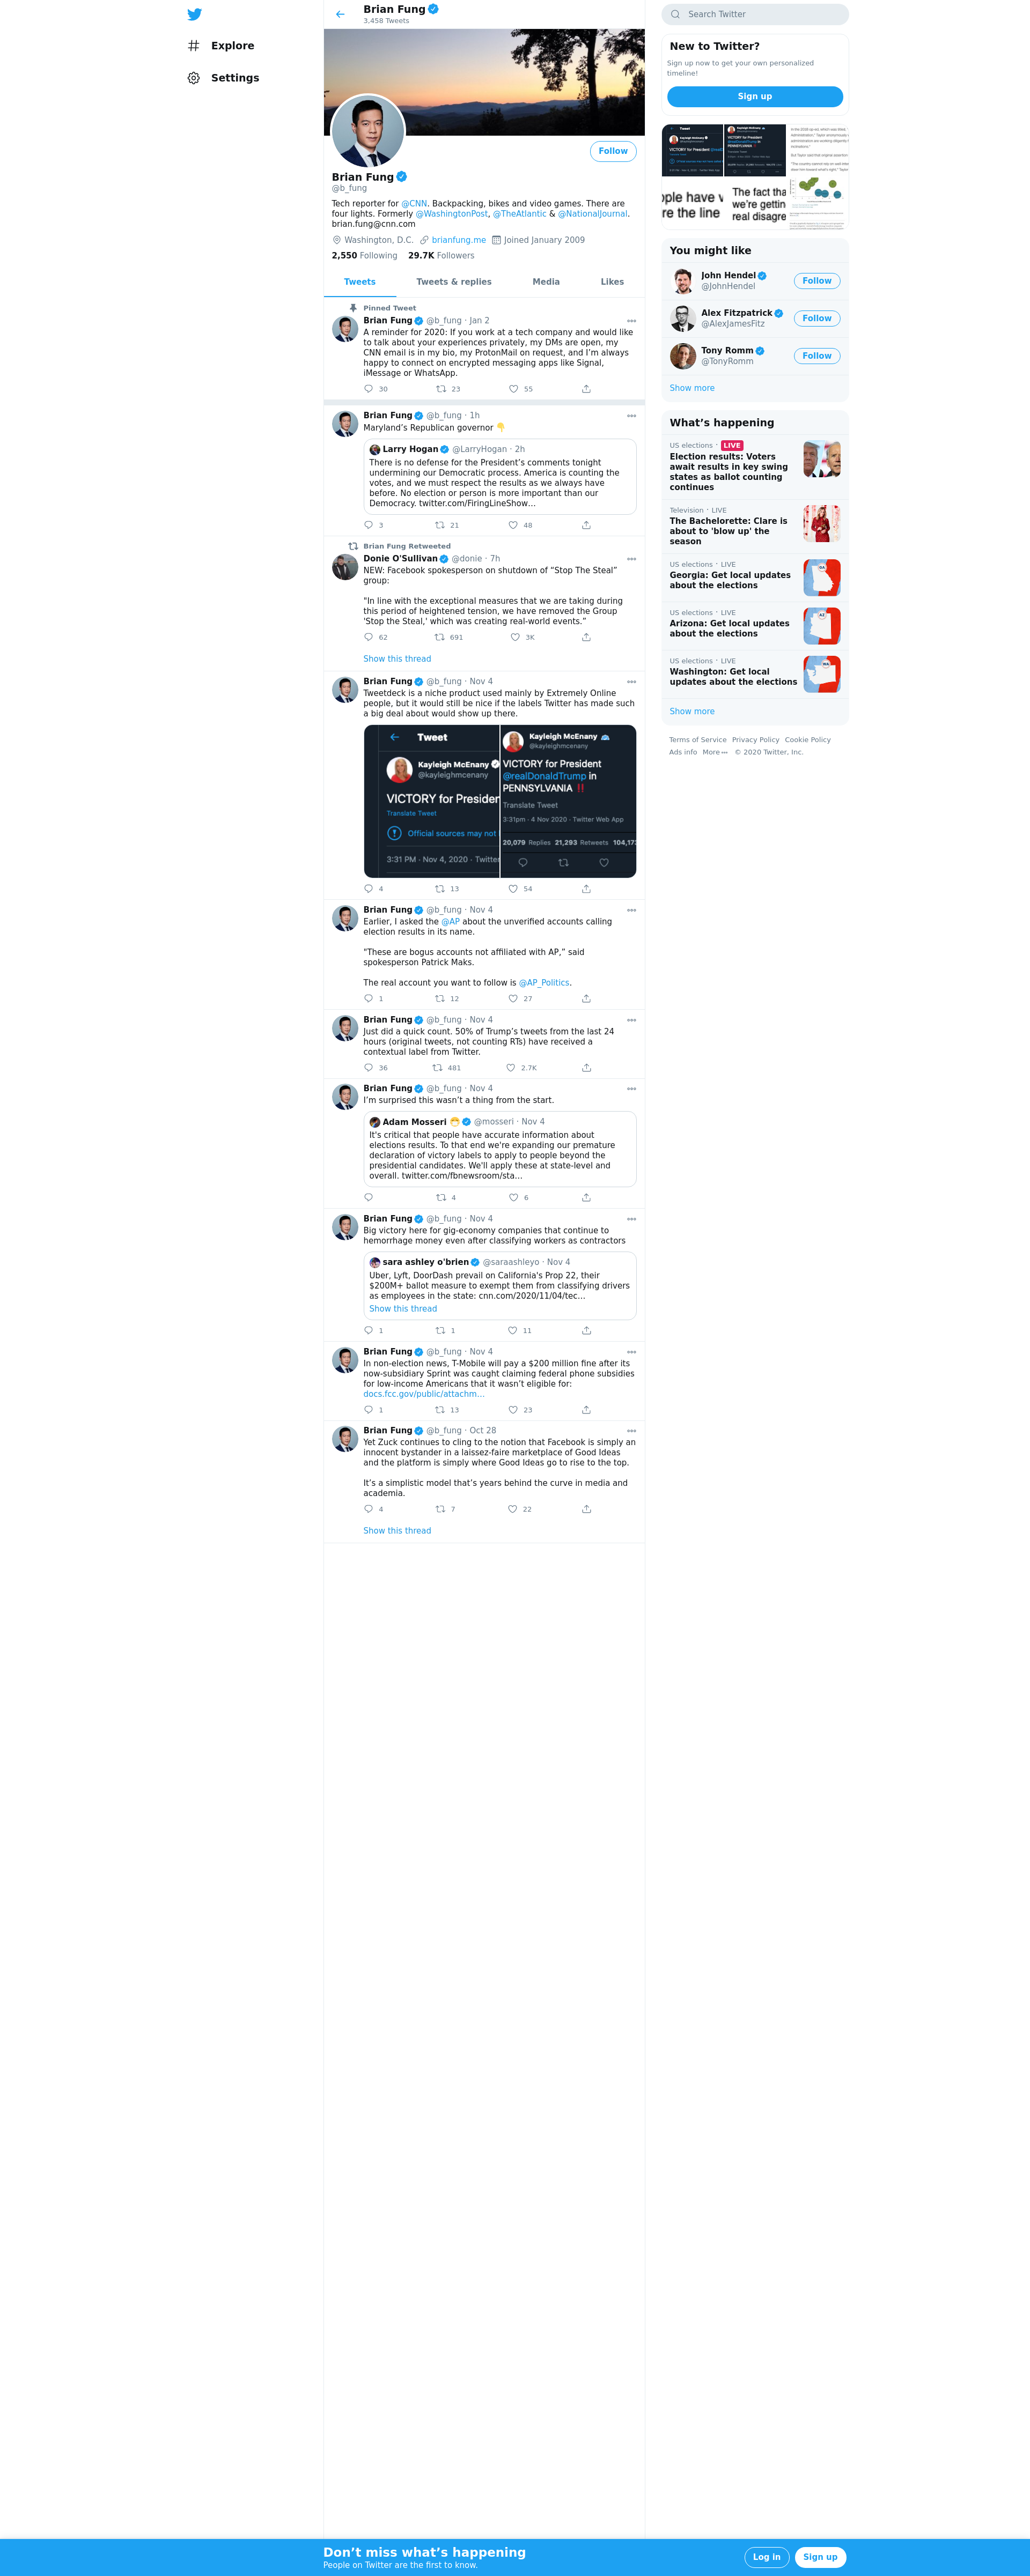 Explore
Settings
Brian Fung
3,458 Tweets
Follow
Brian Fung
@b_fung
Tech reporter for @CNN. Backpacking, bikes and video games. There are
four lights. Formerly @WashingtonPost, @TheAtlantic & @NationalJournal.
brian.fung@cnn.com
Washington, D.C. brianfung.me Joined January 2009
2,550 Following 29.7K Followers
Tweets Tweets & replies Media Likes
Pinned Tweet
Brian Fung @b_fung · Jan 2
A reminder for 2020: If you work at a tech company and would like
to talk about your experiences privately, my DMs are open, my
CNN email is in my bio, my ProtonMail on request, and I’m always
happy to connect on encrypted messaging apps like Signal,
iMessage or WhatsApp.
30 23 55
Brian Fung @b_fung · 1h
Maryland’s Republican governor 👇
Larry Hogan @LarryHogan · 2h
There is no defense for the President’s comments tonight
undermining our Democratic process. America is counting the
votes, and we must respect the results as we always have
before. No election or person is more important than our
Democracy. twitter.com/FiringLineShow…
3 21 48
Brian Fung Retweeted
Donie O'Sullivan @donie · 7h
NEW: Facebook spokesperson on shutdown of “Stop The Steal”
group:
"In line with the exceptional measures that we are taking during
this period of heightened tension, we have removed the Group
'Stop the Steal,' which was creating real-world events.”
62 691 3K
Show this thread
Brian Fung @b_fung · Nov 4
Tweetdeck is a niche product used mainly by Extremely Online
people, but it would still be nice if the labels Twitter has made such
a big deal about would show up there.
Tweet
Kayleigh McEnany
@kayleighmcenany
VICTORY for Presiden
Translate Tweet
Official sources may not
3:31 PM · Nov 4, 2020 · Twitter
Kayleigh McEnany
@kayleighmcenany
VICTORY for President
@realDonaldTrump in
PENNSYLVANIA ‼️
Translate Tweet
3:31pm · 4 Nov 2020 · Twitter Web App
20,079 Replies 21,293 Retweets 104,17
4 13 54
Brian Fung @b_fung · Nov 4
Earlier, I asked the @AP about the unverified accounts calling
election results in its name.
"These are bogus accounts not affiliated with AP,” said
spokesperson Patrick Maks.
The real account you want to follow is @AP_Politics.
1 12 27
Brian Fung @b_fung · Nov 4
Just did a quick count. 50% of Trump’s tweets from the last 24
hours (original tweets, not counting RTs) have received a
contextual label from Twitter.
36 481 2.7K
Brian Fung @b_fung · Nov 4
I’m surprised this wasn’t a thing from the start.
Adam Mosseri 😷 @mosseri · Nov 4
It's critical that people have accurate information about
elections results. To that end we're expanding our premature
declaration of victory labels to apply to people beyond the
presidential candidates. We'll apply these at state-level and
overall. twitter.com/fbnewsroom/sta…
4 6
Brian Fung @b_fung · Nov 4
Big victory here for gig-economy companies that continue to
hemorrhage money even after classifying workers as contractors
sara ashley o'brien @saraashleyo · Nov 4
Uber, Lyft, DoorDash prevail on California's Prop 22, their
$200M+ ballot measure to exempt them from classifying drivers
as employees in the state: cnn.com/2020/11/04/tec…
Show this thread
1 1 11
Brian Fung @b_fung · Nov 4
In non-election news, T-Mobile will pay a $200 million fine after its
now-subsidiary Sprint was caught claiming federal phone subsidies
for low-income Americans that it wasn’t eligible for:
docs.fcc.gov/public/attachm…
1 13 23
Brian Fung @b_fung · Oct 28
Yet Zuck continues to cling to the notion that Facebook is simply an
innocent bystander in a laissez-faire marketplace of Good Ideas
and the platform is simply where Good Ideas go to rise to the top.
It’s a simplistic model that’s years behind the curve in media and
academia.
4 7 22
Show this thread
Search Twitter
New to Twitter?
Sign up now to get your own personalized
timeline!
Sign up
ople have v
re the line
The fact tha
we're gettin
real disagre
You might like
John Hendel
@JohnHendel
Follow
Alex Fitzpatrick
@AlexJamesFitz
Follow
Tony Romm
@TonyRomm
Follow
Show more
What’s happening
US elections · LIVE
Election results: Voters
await results in key swing
states as ballot counting
continues
Television · LIVE
The Bachelorette: Clare is
about to 'blow up' the
season
US elections · LIVE
Georgia: Get local updates
about the elections
US elections · LIVE
Arizona: Get local updates
about the elections
US elections · LIVE
Washington: Get local
updates about the elections
Show more
Terms of Service Privacy Policy Cookie Policy
Ads info More © 2020 Twitter, Inc.
Don’t miss what’s happening
People on Twitter are the first to know.
Log in
Sign up